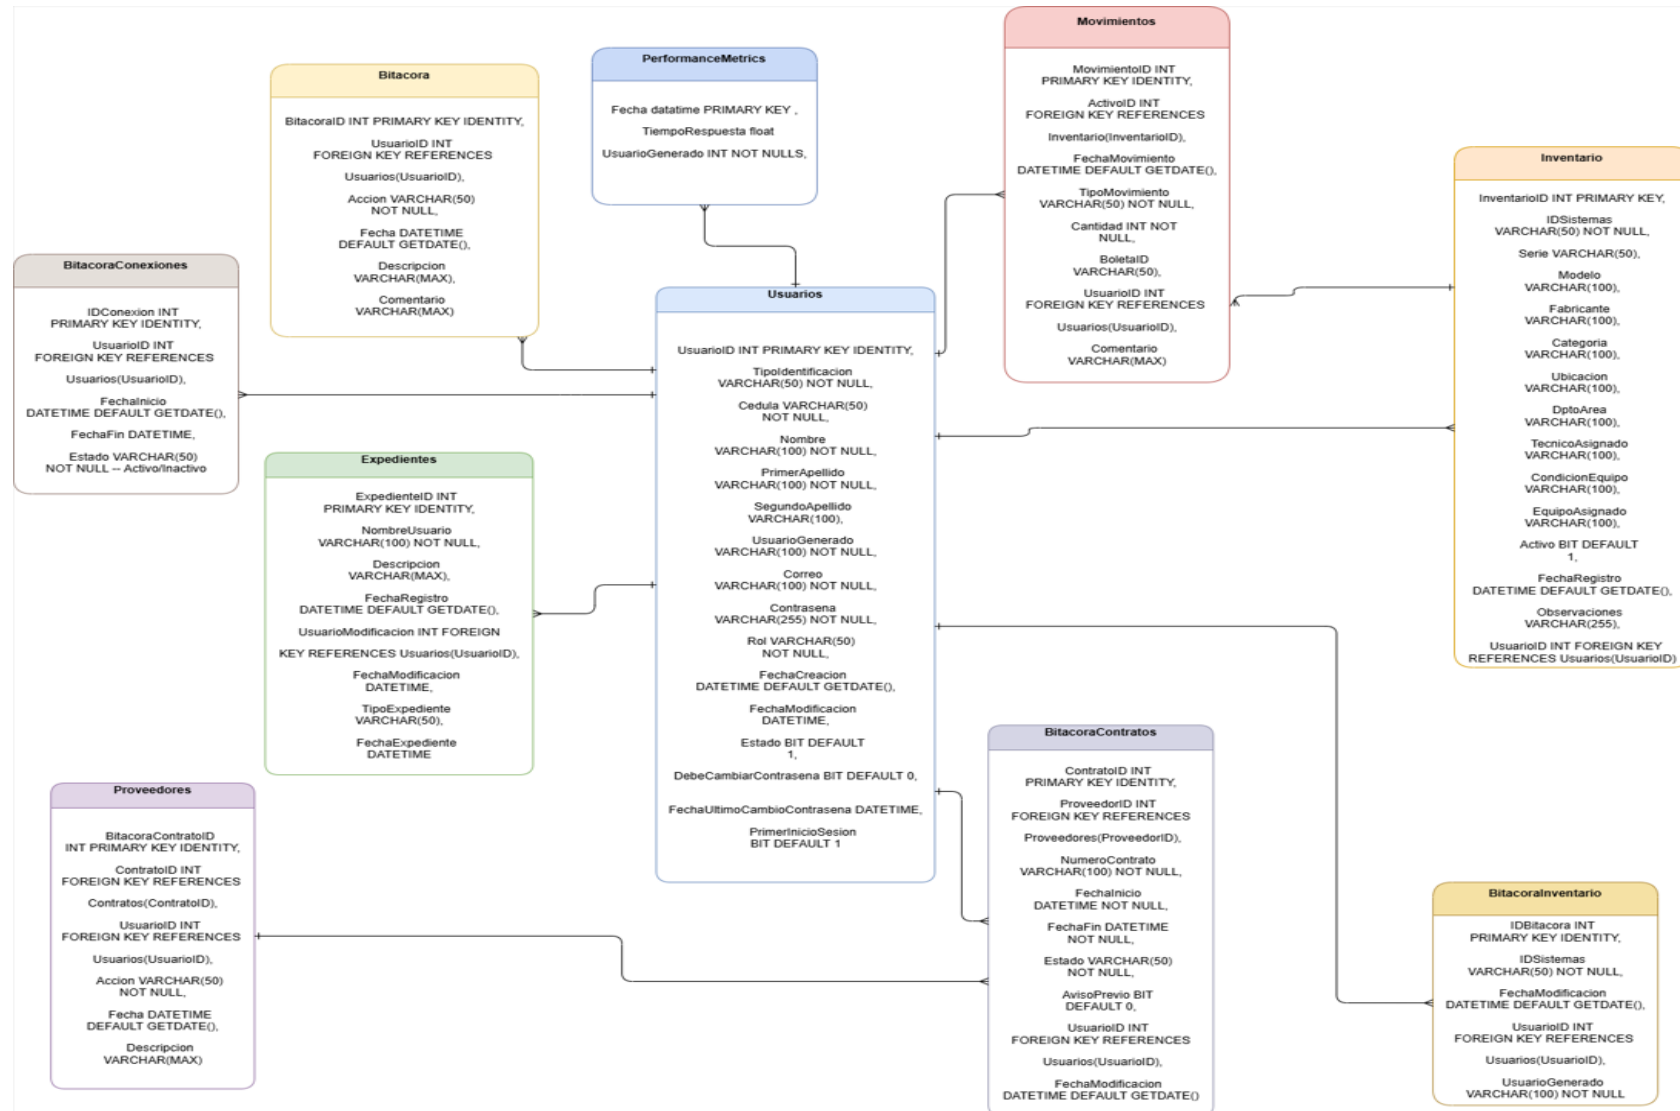 Movimientos
MovimientoID INT
PRIMARY KEY IDENTITY,
ActivoID INT
FOREIGN KEY REFERENCES
Inventario(InventarioID),
FechaMovimiento
DATETIME DEFAULT GETDATE(),
TipoMovimiento
VARCHAR(50) NOT NULL,
Cantidad INT NOT
NULL,
BoletaID
VARCHAR(50),
UsuarioID INT
FOREIGN KEY REFERENCES
Usuarios(UsuarioID),
Comentario
VARCHAR(MAX)
PerformanceMetrics
Fecha datatime PRIMARY KEY ,
TiempoRespuesta float
UsuarioGenerado INT NOT NULLS,
Bitacora
BitacoraID INT PRIMARY KEY IDENTITY,
UsuarioID INT
FOREIGN KEY REFERENCES
Usuarios(UsuarioID),
Accion VARCHAR(50)
NOT NULL,
Fecha DATETIME
DEFAULT GETDATE(),
Descripcion
VARCHAR(MAX),
Comentario
VARCHAR(MAX)
Inventario
InventarioID INT PRIMARY KEY,
IDSistemas
VARCHAR(50) NOT NULL,
Serie VARCHAR(50),
Modelo
VARCHAR(100),
Fabricante
VARCHAR(100),
Categoria
VARCHAR(100),
Ubicacion
VARCHAR(100),
DptoArea
VARCHAR(100),
TecnicoAsignado
VARCHAR(100),
CondicionEquipo
VARCHAR(100),
EquipoAsignado
VARCHAR(100),
Activo BIT DEFAULT
1,
FechaRegistro
DATETIME DEFAULT GETDATE(),
Observaciones
VARCHAR(255),
UsuarioID INT FOREIGN KEY
REFERENCES Usuarios(UsuarioID)
BitacoraConexiones
IDConexion INT
PRIMARY KEY IDENTITY,
UsuarioID INT
FOREIGN KEY REFERENCES
Usuarios(UsuarioID),
FechaInicio
DATETIME DEFAULT GETDATE(),
FechaFin DATETIME,
Estado VARCHAR(50)
NOT NULL -- Activo/Inactivo
Usuarios
UsuarioID INT PRIMARY KEY IDENTITY,
TipoIdentificacion
VARCHAR(50) NOT NULL,
Cedula VARCHAR(50)
NOT NULL,
Nombre
VARCHAR(100) NOT NULL,
PrimerApellido
VARCHAR(100) NOT NULL,
SegundoApellido
VARCHAR(100),
UsuarioGenerado
VARCHAR(100) NOT NULL,
Correo
VARCHAR(100) NOT NULL,
Contrasena
VARCHAR(255) NOT NULL,
Rol VARCHAR(50)
NOT NULL,
FechaCreacion
DATETIME DEFAULT GETDATE(),
FechaModificacion
DATETIME,
Estado BIT DEFAULT
1,
DebeCambiarContrasena BIT DEFAULT 0,
FechaUltimoCambioContrasena DATETIME,
PrimerInicioSesion
BIT DEFAULT 1
Expedientes
ExpedienteID INT
PRIMARY KEY IDENTITY,
NombreUsuario
VARCHAR(100) NOT NULL,
Descripcion
VARCHAR(MAX),
FechaRegistro
DATETIME DEFAULT GETDATE(),
UsuarioModificacion INT FOREIGN
KEY REFERENCES Usuarios(UsuarioID),
FechaModificacion
DATETIME,
TipoExpediente
VARCHAR(50),
FechaExpediente
DATETIME
BitacoraContratos
ContratoID INT
PRIMARY KEY IDENTITY,
ProveedorID INT
FOREIGN KEY REFERENCES
Proveedores(ProveedorID),
NumeroContrato
VARCHAR(100) NOT NULL,
FechaInicio
DATETIME NOT NULL,
FechaFin DATETIME
NOT NULL,
Estado VARCHAR(50)
NOT NULL,
AvisoPrevio BIT
DEFAULT 0,
UsuarioID INT
FOREIGN KEY REFERENCES
Usuarios(UsuarioID),
FechaModificacion
DATETIME DEFAULT GETDATE()
Proveedores
BitacoraContratoID
INT PRIMARY KEY IDENTITY,
ContratoID INT
FOREIGN KEY REFERENCES
Contratos(ContratoID),
UsuarioID INT
FOREIGN KEY REFERENCES
Usuarios(UsuarioID),
Accion VARCHAR(50)
NOT NULL,
Fecha DATETIME
DEFAULT GETDATE(),
Descripcion
VARCHAR(MAX)
BitacoraInventario
IDBitacora INT
PRIMARY KEY IDENTITY,
IDSistemas
VARCHAR(50) NOT NULL,
FechaModificacion
DATETIME DEFAULT GETDATE(),
UsuarioID INT
FOREIGN KEY REFERENCES
Usuarios(UsuarioID),
UsuarioGenerado
VARCHAR(100) NOT NULL